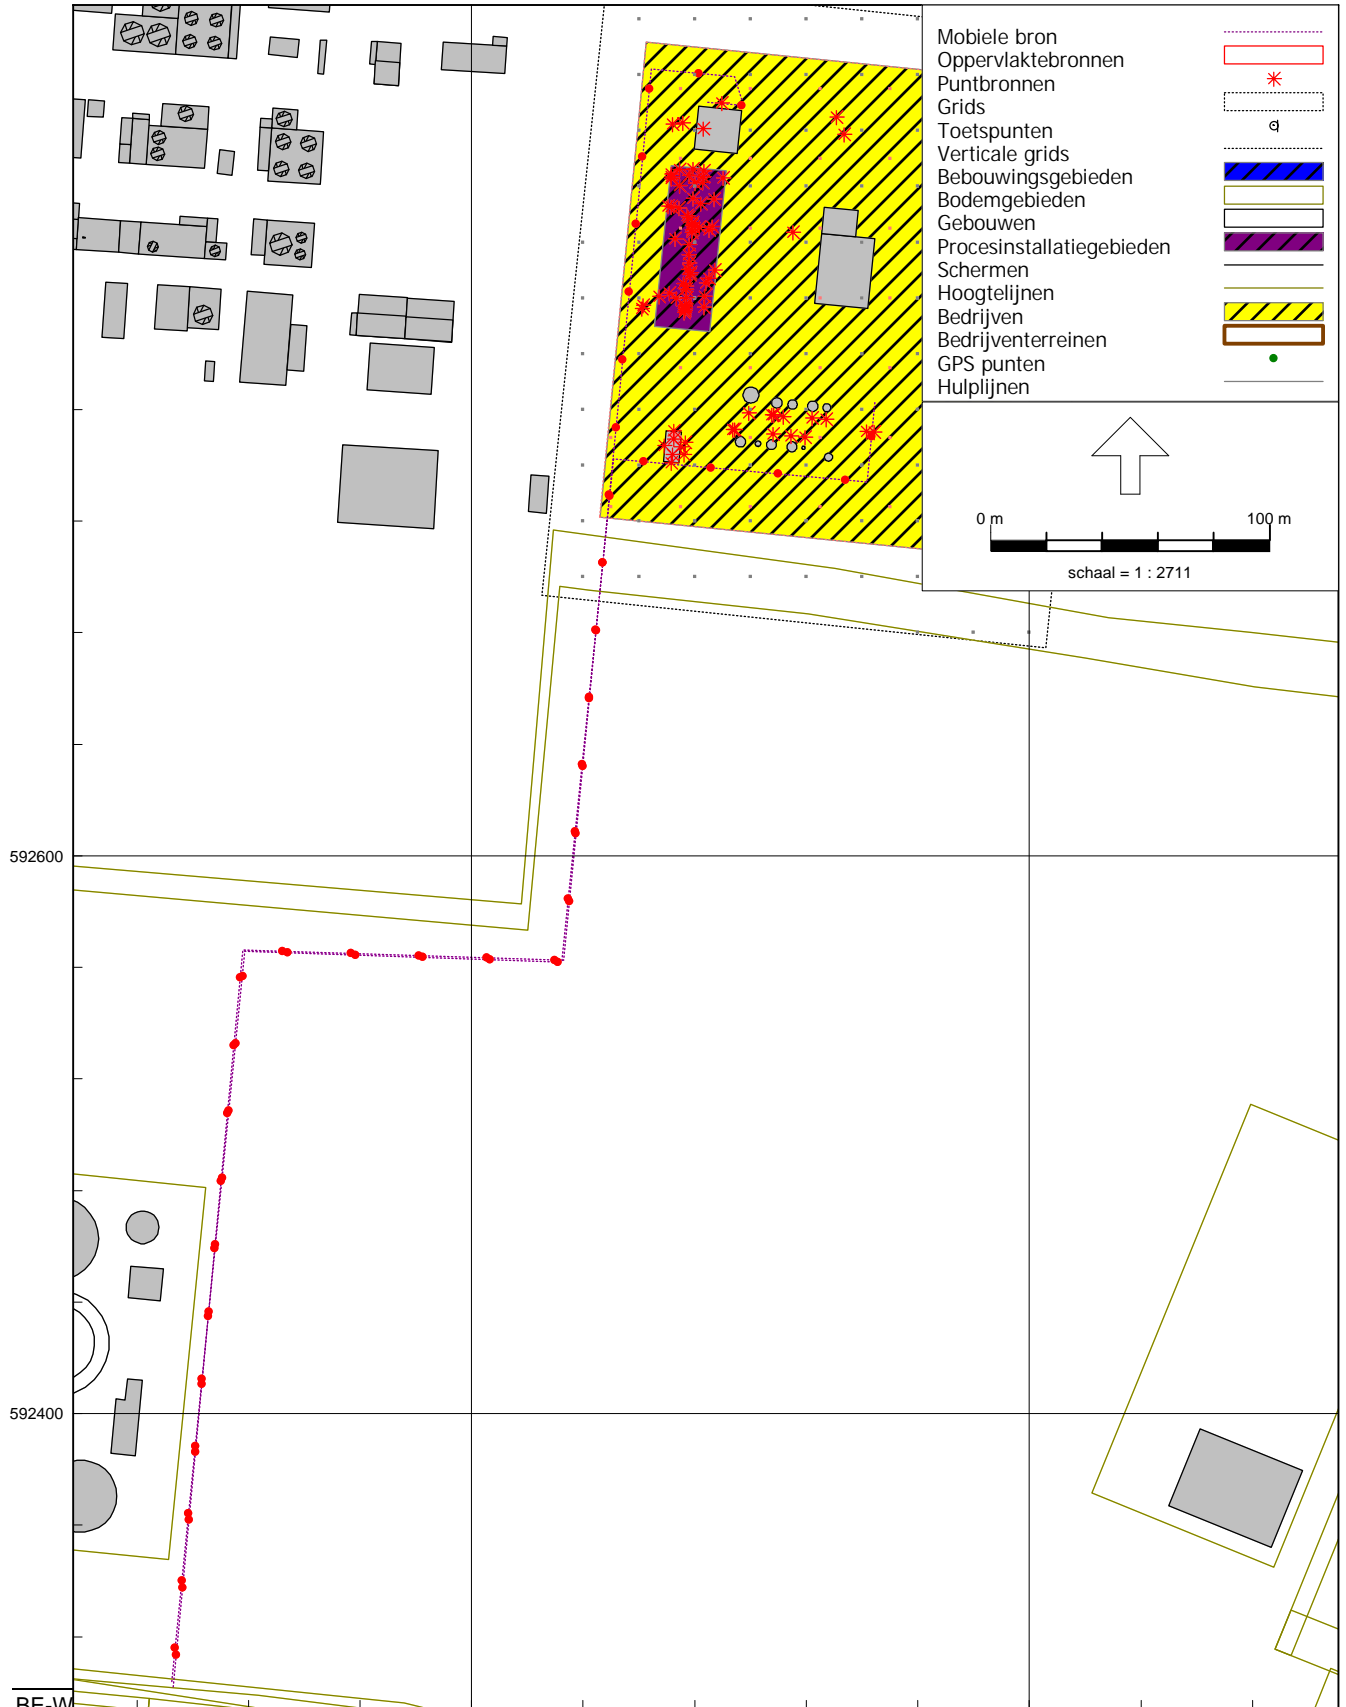 Mobiele bron
Oppervlaktebronnen
Puntbronnen
Grids
Toetspunten
Verticale grids
Bebouwingsgebieden
Bodemgebieden
Gebouwen
Procesinstallatiegebieden
Schermen
Hoogtelijnen
Bedrijven
Bedrijventerreinen
GPS punten
Hulplijnen
0 m 100 m
schaal = 1 : 2711
592600
592400
BE-W